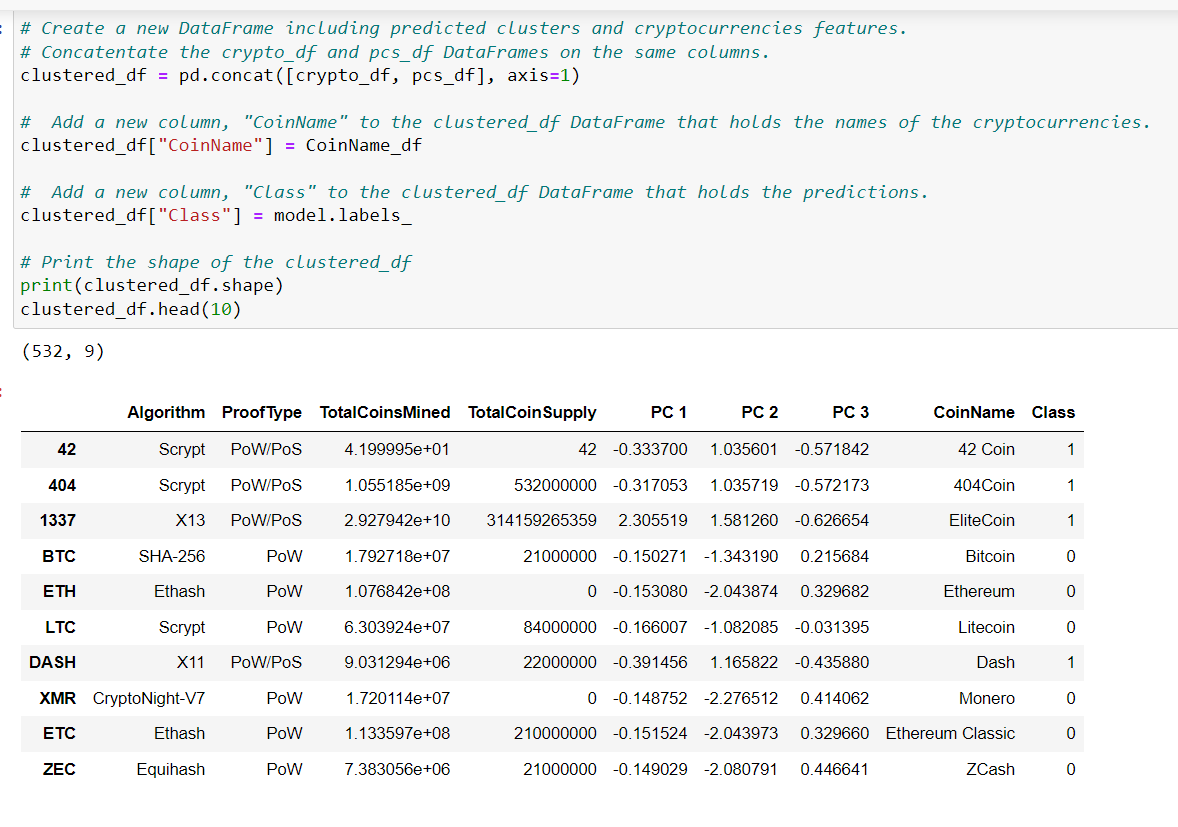 # Create a new DataFrame including predicted clusters and cryptocurrencies features.
# Concatentate the crypto_df and pcs_df DataFrames on the same columns.
clustered_df = pd.concat([crypto_df, pcs_df], axis=1)
#  Add a new column, "CoinName" to the clustered_df DataFrame that holds the names of the cryptocurrencies.
clustered_df["CoinName"] = CoinName_df
#  Add a new column, "Class" to the clustered_df DataFrame that holds the predictions.
clustered_df["Class"] = model.labels_
# Print the shape of the clustered_df
print(clustered_df.shape)
clustered_df.head(10)
(532, 9)
Algorithm ProofType TotalCoinsMined TotalCoinSupply PC 1 PC 2 PC 3 CoinName Class
42 Scrypt PoW/PoS 4.199995e+01 42 -0.333700 1.035601 -0.571842 42 Coin 1
404 Scrypt PoW/PoS 1.055185e+09 532000000 -0.317053 1.035719 -0.572173 404Coin 1
1337 X13 PoW/PoS 2.927942e+10 314159265359 2.305519 1.581260 -0.626654 EliteCoin 1
BTC SHA-256 PoW 1.792718e+07 21000000 -0.150271 -1.343190 0.215684 Bitcoin 0
ETH Ethash PoW 1.076842e+08 0 -0.153080 -2.043874 0.329682 Ethereum 0
LTC Scrypt PoW 6.303924e+07 84000000 -0.166007 -1.082085 -0.031395 Litecoin 0
DASH X11 PoW/PoS 9.031294e+06 22000000 -0.391456 1.165822 -0.435880 Dash 1
XMR CryptoNight-V7 PoW 1.720114e+07 0 -0.148752 -2.276512 0.414062 Monero 0
ETC Ethash PoW 1.133597e+08 210000000 -0.151524 -2.043973 0.329660 Ethereum Classic 0
ZEC Equihash PoW 7.383056e+06 21000000 -0.149029 -2.080791 0.446641 ZCash 0